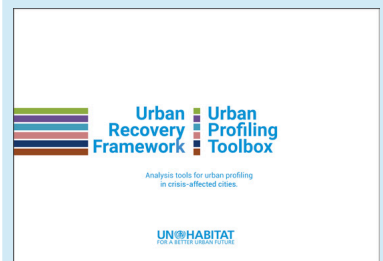 Urban Recovery Framework
Urban Profiling Toolbox
Analysis tools for urban profiling
in crisis-affected cities.
UN HABITAT
FOR A BETTER URBAN FUTURE